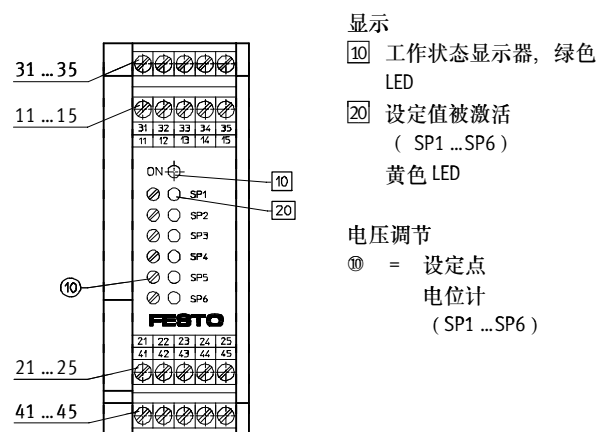 31 ... 35
11 ... 15
31 32 33 34 35
11 12 13 14 15
ON
10
SP1
20
SP2
SP3
SP4
SP5
10
SP6
FESTO
21 22 23 24 25
41 42 43 44 45
21 ... 25
41 ... 45
显示
10 工作状态显示器, 绿色
LED
20 设定值被激活
( SP1 ... SP6 )
黄色 LED
电压调节
⑩ = 设定点
电位计
( SP1 ... SP6 )